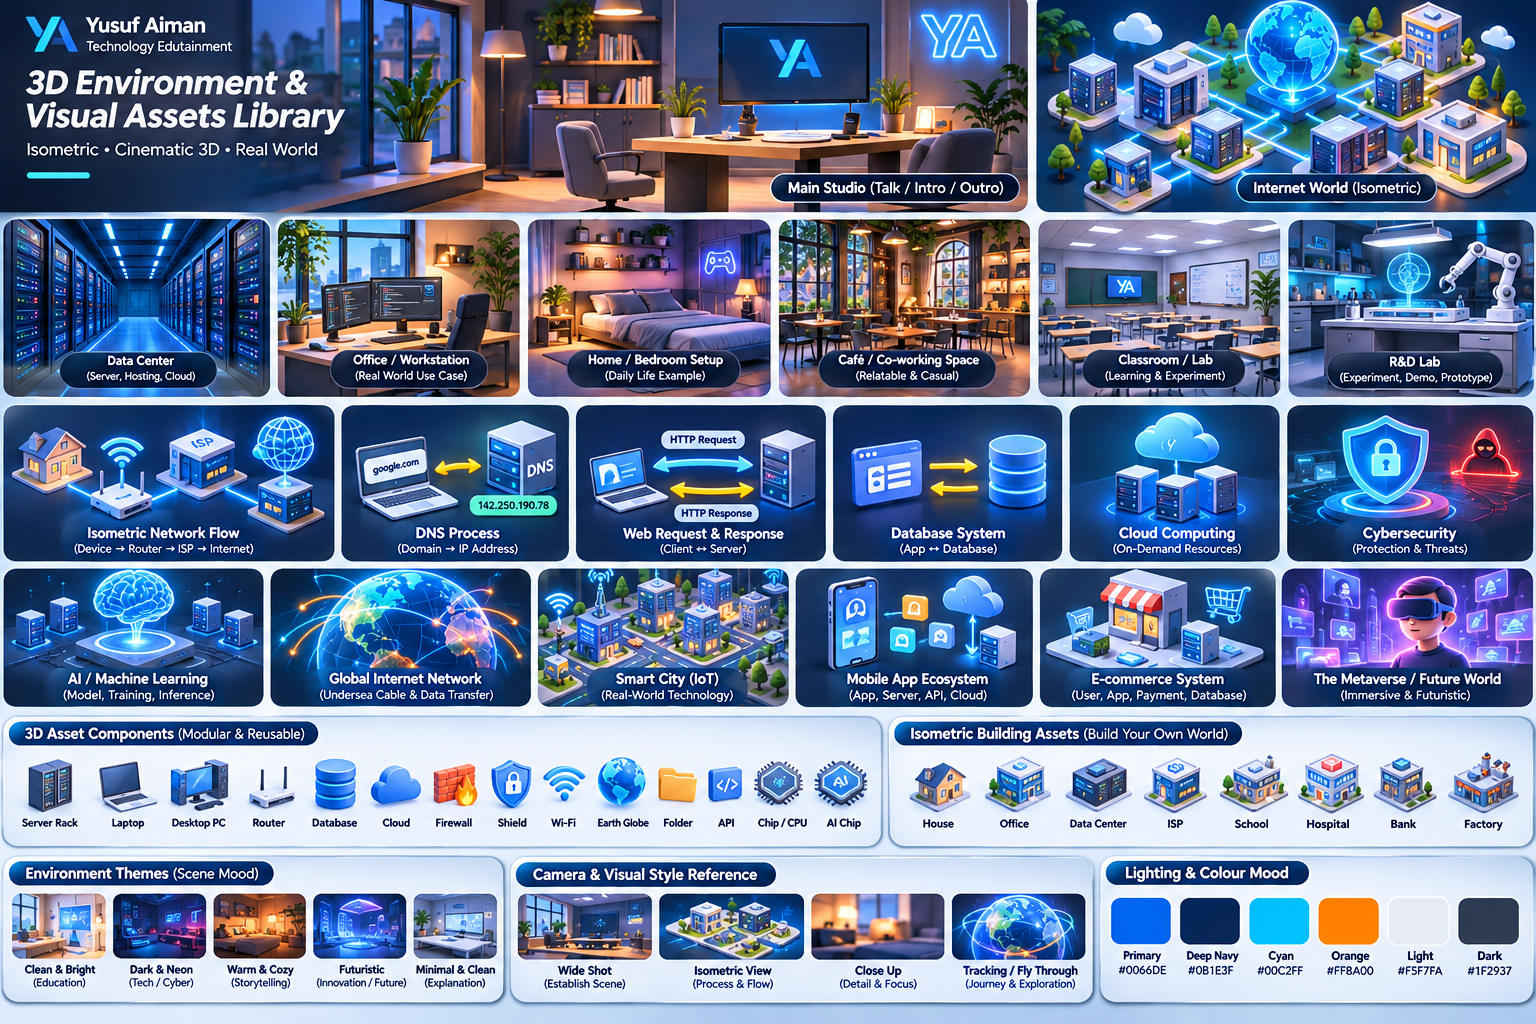 YA
Yusuf Aiman
Technology Edutainment
3D Environment &
Visual Assets Library
Isometric • Cinematic 3D • Real World
YA
YA
Main Studio (Talk / Intro / Outro)
Internet World (Isometric)
Data Center
(Server, Hosting, Cloud)
Office / Workstation
(Real World Use Case)
Home / Bedroom Setup
(Daily Life Example)
Café / Co-working Space
(Relatable & Casual)
YA
Classroom / Lab
(Learning & Experiment)
R&D Lab
(Experiment, Demo, Prototype)
ISP
Isometric Network Flow
(Device → Router → ISP → Internet)
google.com
DNS
142.250.190.78
DNS Process
(Domain → IP Address)
HTTP Request
HTTP Response
Web Request & Response
(Client ↔ Server)
Database System
(App ↔ Database)
Cloud Computing
(On-Demand Resources)
Cybersecurity
(Protection & Threats)
AI / Machine Learning
(Model, Training, Inference)
Global Internet Network
(Undersea Cable & Data Transfer)
Smart City (IoT)
(Real-World Technology)
Mobile App Ecosystem
(App, Server, API, Cloud)
E-commerce System
(User, App, Payment, Database)
The Metaverse / Future World
(Immersive & Futuristic)
3D Asset Components (Modular & Reusable)
</>
AI
Server Rack
Laptop
Desktop PC
Router
Database
Cloud
Firewall
Shield
Wi-Fi
Earth Globe
Folder
API
Chip / CPU
AI Chip
Isometric Building Assets (Build Your Own World)
ISP
House
Office
Data Center
ISP
School
Hospital
Bank
Factory
Environment Themes (Scene Mood)
Clean & Bright
(Education)
Dark & Neon
(Tech / Cyber)
Warm & Cozy
(Storytelling)
Futuristic
(Innovation / Future)
Minimal & Clean
(Explanation)
Camera & Visual Style Reference
Wide Shot
(Establish Scene)
Isometric View
(Process & Flow)
Close Up
(Detail & Focus)
Tracking / Fly Through
(Journey & Exploration)
Lighting & Colour Mood
Primary
#0066DE
Deep Navy
#0B1E3F
Cyan
#00C2FF
Orange
#FF8A00
Light
#F5F7FA
Dark
#1F2937